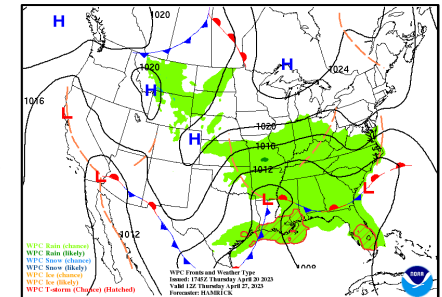 H
1020
1020
H
1024
H
1016
L
1020
H
1016
1012
L
L
L
1012
WPC Rain (chance)
WPC Rain (likely)
WPC Snow (chance)
WPC Snow (likely)
WPC Ice (chance)
WPC Ice (likely)
WPC T-storm (Chance) (Hatched)
WPC Fronts and Weather Type
Issued: 1745Z Thursday April 20 2023
Valid 12Z Thursday April 27, 2023
Forecaster: HAMRICK
NOAA